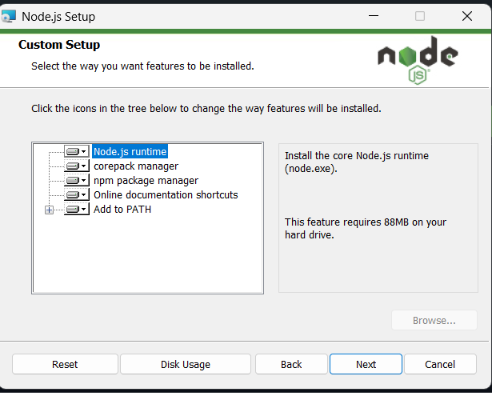 Node.js Setup
Custom Setup
Select the way you want features to be installed.
node
JS
Click the icons in the tree below to change the way features will be installed.
Node.js runtime
corepack manager
npm package manager
Online documentation shortcuts
Add to PATH
Install the core Node.js runtime
(node.exe).
This feature requires 88MB on your
hard drive.
Browse...
Reset
Disk Usage
Back
Next
Cancel